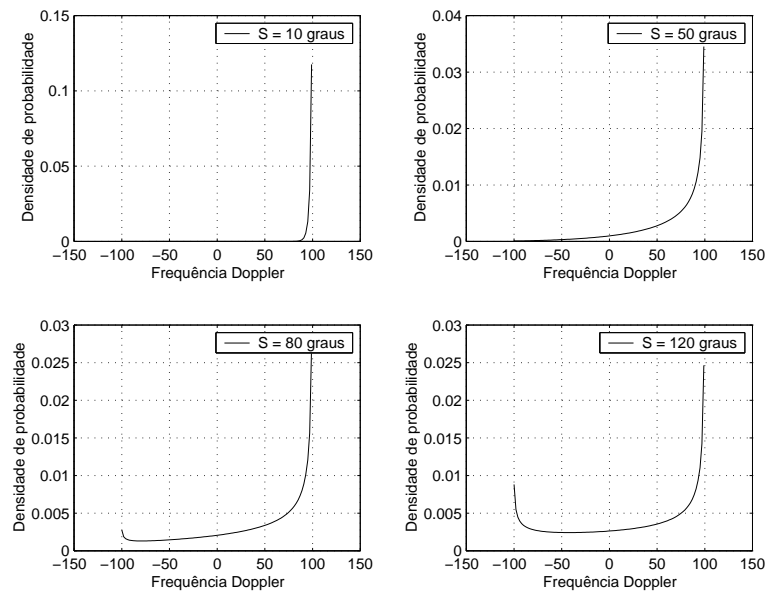 S = 10 graus
Densidade de probabilidade
0.15
0.1
0.05
0
−150 −100 −50 0 50 100 150
Frequência Doppler
S = 50 graus
Densidade de probabilidade
0.04
0.03
0.02
0.01
0
−150 −100 −50 0 50 100 150
Frequência Doppler
S = 80 graus
Densidade de probabilidade
0.03
0.025
0.02
0.015
0.01
0.005
0
−150 −100 −50 0 50 100 150
Frequência Doppler
S = 120 graus
Densidade de probabilidade
0.03
0.025
0.02
0.015
0.01
0.005
0
−150 −100 −50 0 50 100 150
Frequência Doppler